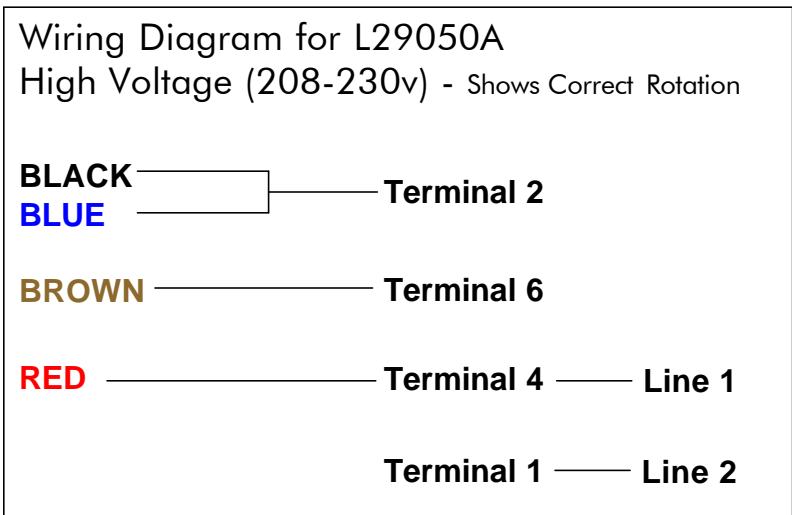 Wiring Diagram for L29050A
High Voltage (208-230v) - Shows Correct Rotation
BLACK
BLUE
Terminal 2
BROWN Terminal 6
RED Terminal 4 Line 1
Terminal 1 Line 2